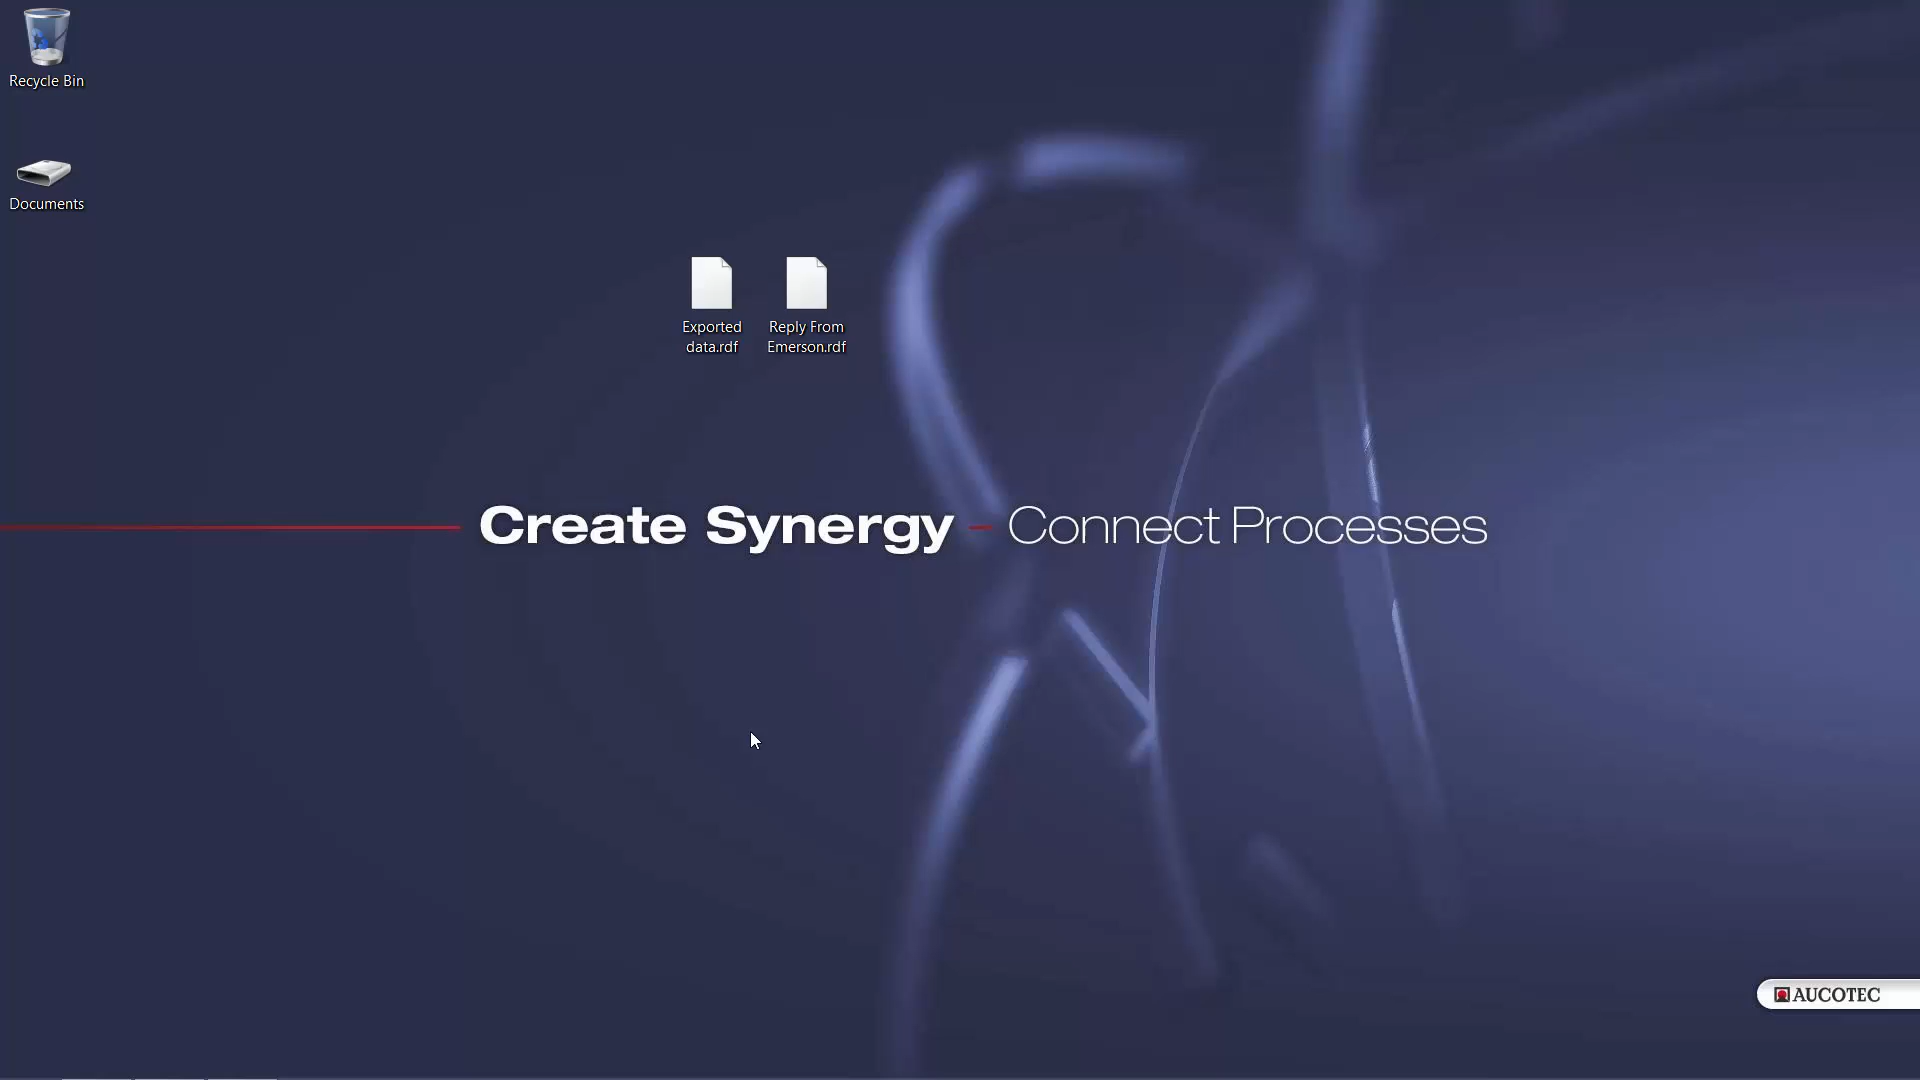 Recycle Bin
Documents
Exported
data.rdf
Reply From
Emerson.rdf
Create Synergy – Connect Processes
AUCOTEC